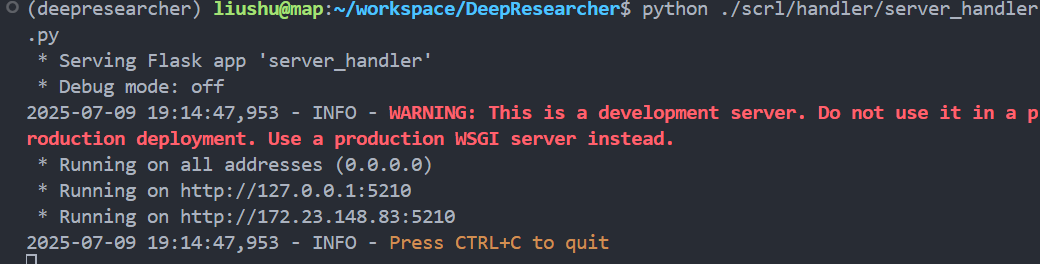 (deepresearcher) liushu@map:~/workspace/DeepResearcher$ python ./scrl/handler/server_handler
.py
 * Serving Flask app 'server_handler'
 * Debug mode: off
2025-07-09 19:14:47,953 - INFO - WARNING: This is a development server. Do not use it in a p
roduction deployment. Use a production WSGI server instead.
 * Running on all addresses (0.0.0.0)
 * Running on http://127.0.0.1:5210
 * Running on http://172.23.148.83:5210
2025-07-09 19:14:47,953 - INFO - Press CTRL+C to quit